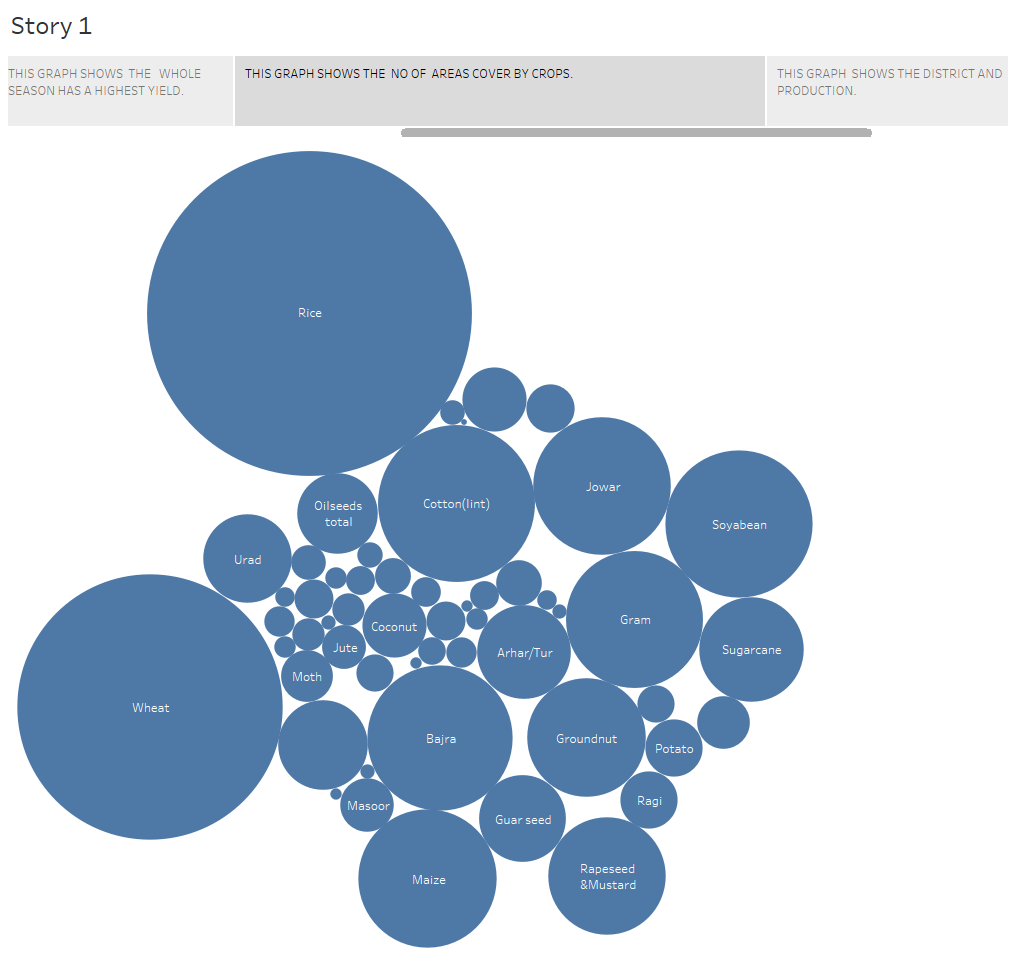 Story 1
THIS GRAPH SHOWS THE WHOLE
SEASON HAS A HIGHEST YIELD.
THIS GRAPH SHOWS THE NO OF AREAS COVER BY CROPS.
THIS GRAPH SHOWS THE DISTRICT AND
PRODUCTION.
Rice
Oilseeds
total
Cotton(lint)
Jowar
Soyabean
Urad
Coconut
Jute
Moth
Arhar/Tur
Gram
Sugarcane
Wheat
Bajra
Groundnut
Potato
Masoor
Guar seed
Ragi
Maize
Rapeseed
&Mustard